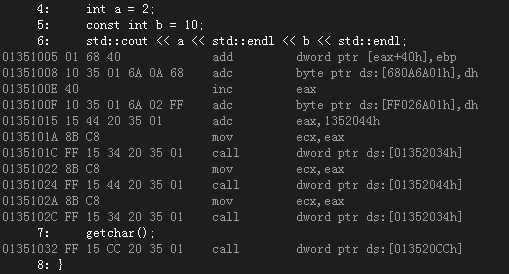 4: int a = 2;
5: const int b = 10;
6: std::cout << a << std::endl << b << std::endl;
01351005 01 68 40 add dword ptr [eax+40h],ebp
01351008 10 35 01 6A 0A 68 adc byte ptr ds:[680A6A01h],dh
0135100E 40 inc eax
0135100F 10 35 01 6A 02 FF adc byte ptr ds:[FF026A01h],dh
01351015 15 44 20 35 01 adc eax,1352044h
0135101A 8B C8 mov ecx,eax
0135101C FF 15 34 20 35 01 call dword ptr ds:[01352034h]
01351022 8B C8 mov ecx,eax
01351024 FF 15 44 20 35 01 call dword ptr ds:[01352044h]
0135102A 8B C8 mov ecx,eax
0135102C FF 15 34 20 35 01 call dword ptr ds:[01352034h]
7: getchar();
01351032 FF 15 CC 20 35 01 call dword ptr ds:[013520CCh]
8: }